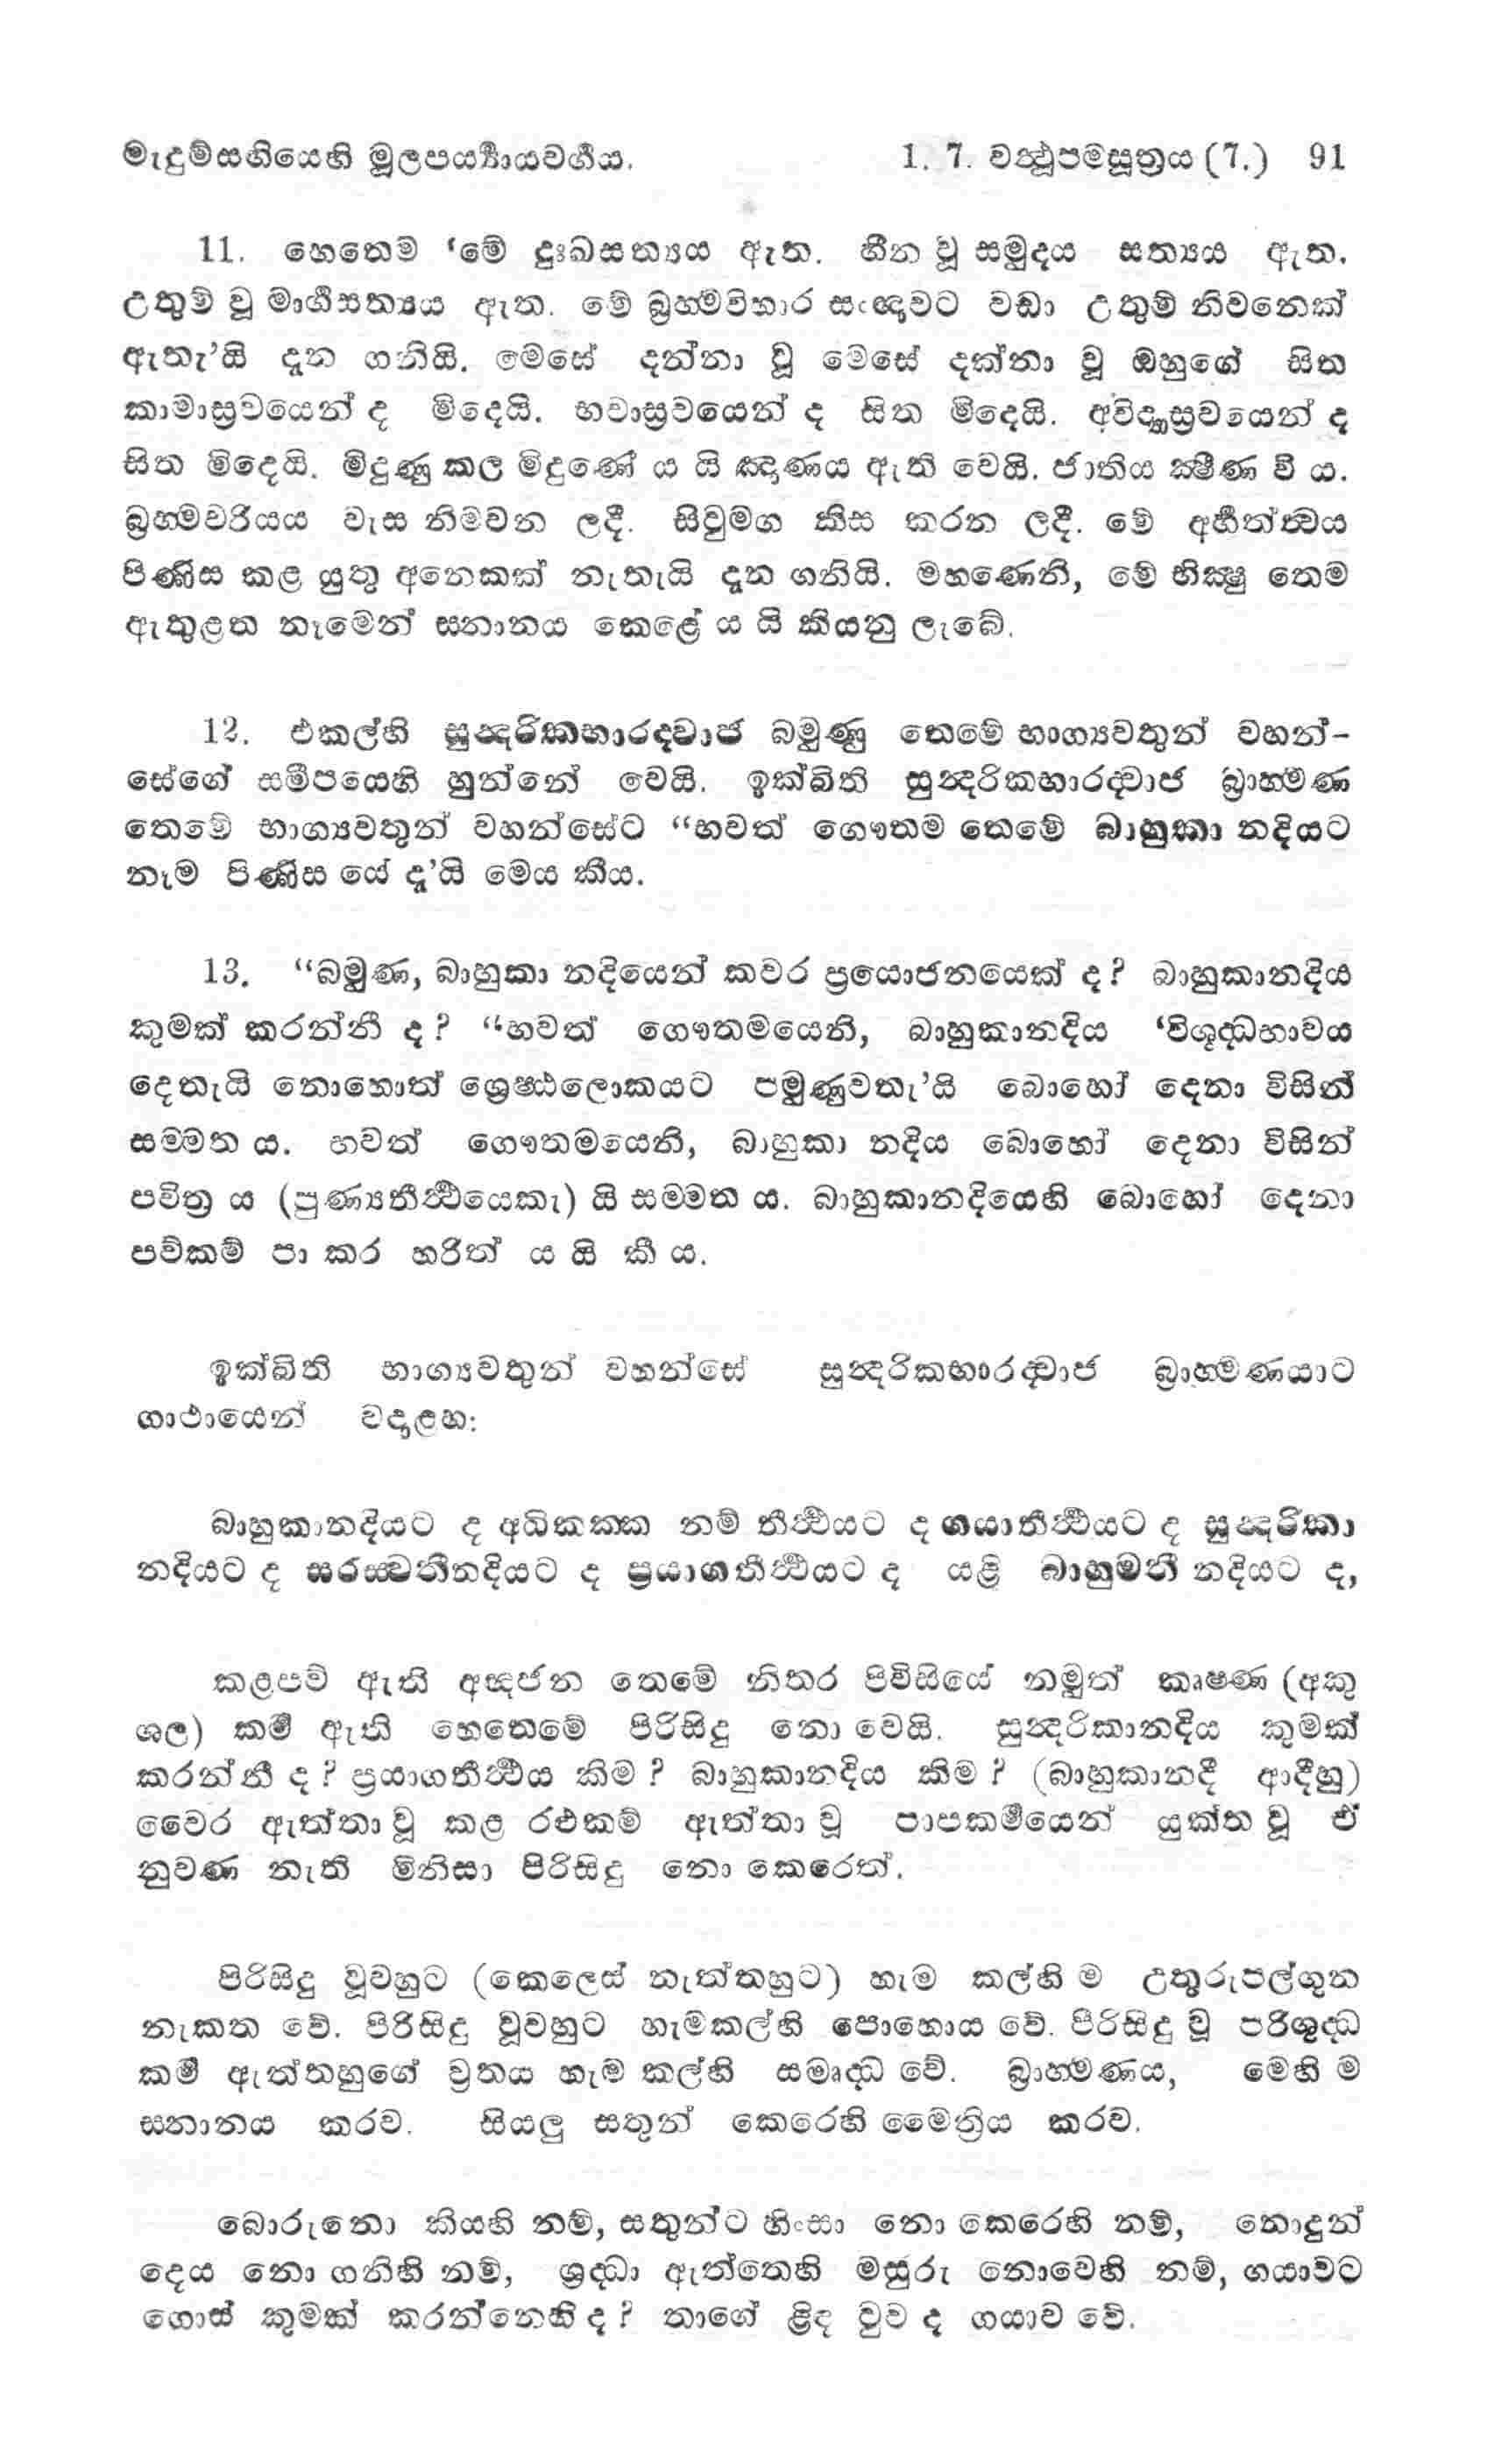 මැදුම්සඟියෙහි මූලපර්‍ය්‍යායවර්‍ගය. 1. 7. වත්‍ථූපමසූත්‍රය (7.) 91
11. හෙතෙම ‘මේ දුඃඛසත්‍යය ඇත. හීන වූ සමුදය සත්‍යය ඇත.
උතුම් වූ මාර්‍ගසත්‍යය ඇත. මේ බ්‍රහ්මවිහාර සංඥාවට වඩා උතුම් නිවනෙක්
ඇතැ’යි දැන ගනියි. මෙසේ දන්නා වූ මෙසේ දක්නා වූ ඔහුගේ සිත
කාමාස්‍රවයෙන් ද මිදෙයි. භවාස්‍රවයෙන් ද සිත මිදෙයි. අවිද්‍යාස්‍රවයෙන් ද
සිත මිදෙයි. මිදුණු කල මිදුණේ ය යි ඤාණය ඇති වෙයි. ජාතිය ක්‍ෂීණ වී ය.
බ්‍රහ්මචරියය වැස නිමවන ලදී. සිවුමග කිස කරන ලදී. මේ අර්‍හත්ත්‍වය
පිණිස කළ යුතු අනෙකක් නැතැයි දැන ගනියි. මහණෙනි, මේ භික්‍ෂු තෙම
ඇතුළත නෑමෙන් ස්නානය කෙළේ ය යි කියනු ලැබේ.
12. එකල්හි සුන්‍දරිකභාරද්‍වාජ බමුණු තෙමේ භාග්‍යවතුන් වහන්-
සේගේ සමීපයෙහි හුන්නේ වෙයි. ඉක්බිති සුන්‍දරිකභාරද්‍වාජ බ්‍රාහ්මණ
තෙමේ භාග්‍යවතුන් වහන්සේට “භවත් ගෞතම තෙමේ බාහුකා නදියට
නෑම පිණිස යේ දැ’යි මෙය කීය.
13. “බමුණ, බාහුකා නදියෙන් කවර ප්‍රයොජනයෙක් ද? බාහුකානදිය
කුමක් කරන්නී ද? “භවත් ගෞතමයෙනි, බාහුකානදිය ‘විශුද්‍ධභාවය
දෙතැයි නොහොත් ශ්‍රෙෂ්ඨලොකයට පමුණුවතැ’යි බොහෝ දෙනා විසින්
සම්මත ය. භවත් ගෞතමයෙනි, බාහුකා නදිය බොහෝ දෙනා විසින්
පවිත්‍ර ය (පුණ්‍යතීර්‍ත්‍ථයෙකැ) යි සම්මත ය. බාහුකානදියෙහි බොහෝ දෙනා
පව්කම් පා කර හරිත් ය යි කී ය.
ඉක්බිති භාග්‍යවතුන් වහන්සේ සුන්‍දරිකභාරද්‍වාජ බ්‍රාහ්මණයාට
ගාථායෙන් වදාළහ:
බාහුකානදියට ද අධිකක්ක නම් තීර්‍ත්‍ථයට ද ගයාතීර්‍ත්‍ථයට ද සුන්‍දරිකා
නදියට ද සරස්වතීනදියට ද ප්‍රයාගතීර්‍ත්‍ථයට ද යළි බාහුමතී නදියට ද,
කළපව් ඇති අඥජන තෙමේ නිතර පිවිසියේ නමුත් කෘෂ්ණ (අකු
ශල) කර්‍ම ඇති හෙතෙමේ පිරිසිදු නො වෙයි. සුන්‍දරිකානදිය කුමක්
කරන්නී ද? ප්‍රයාගතීර්‍ත්‍ථය කිම? බාහුකානදිය කිම? (බාහුකානදී ආදීහු)
වෛර ඇත්තා වූ කළ රළුකම් ඇත්තා වූ පාපකර්‍මයෙන් යුක්ත වූ ඒ
නුවණ නැති මිනිසා පිරිසිදු නො කෙරෙත්.
පිරිසිදු වූවහුට (කෙලෙස් නැත්තහුට) හැම කල්හි ම උතුරුපල්ගුන
නැකත වේ. පිරිසිදු වූවහුට හැමකල්හි පොහොය වේ. පිරිසිදු වූ පරිශුද්‍ධ
කර්‍ම ඇත්තහුගේ ව්‍රතය හැම කල්හි සමෘද්‍ධ වේ. බ්‍රාහ්මණය, මෙහි ම
ස්නානය කරව. සියලු සතුන් කෙරෙහි මෛත්‍රිය කරව.
බොරුනො කියහි නම්, සතුන්ට හිංසා නො කෙරෙහි නම්, නොදුන්
දෙය නො ගනිහි නම්, ශ්‍රද්‍ධා ඇත්තෙහි මසුරු නොවෙහි නම්, ගයාවට
ගොස් කුමක් කරන්නෙහි ද? තාගේ ළිඳ වුව ද ගයාව වේ.